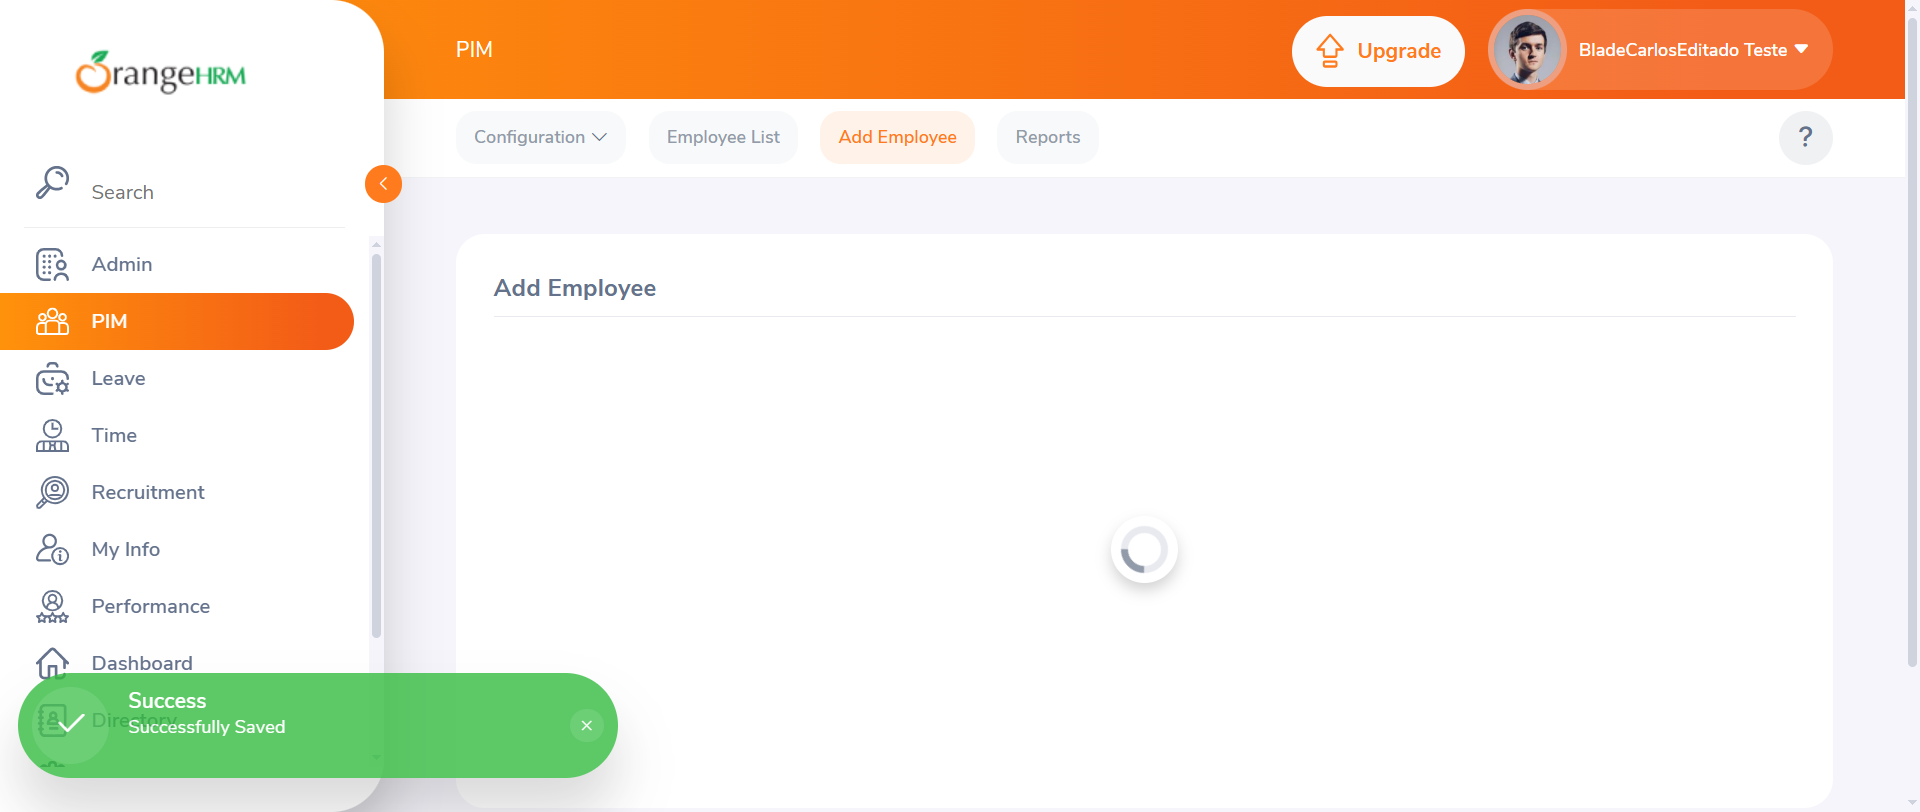 OrangeHRM
PIM
Upgrade
BladeCarlosEditado Teste
Configuration
Employee List
Add Employee
Reports
?
Search
Admin
PIM
Leave
Time
Recruitment
My Info
Performance
Dashboard
Directory
Add Employee
Success
Successfully Saved